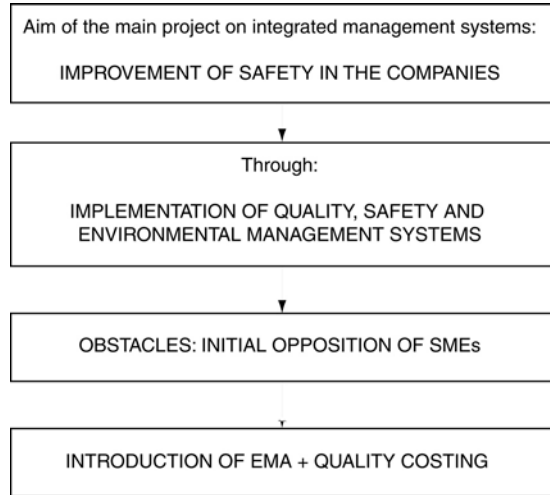 Aim of the main project on integrated management systems:
IMPROVEMENT OF SAFETY IN THE COMPANIES
Through:
IMPLEMENTATION OF QUALITY, SAFETY AND
ENVIRONMENTAL MANAGEMENT SYSTEMS
OBSTACLES: INITIAL OPPOSITION OF SMEs
INTRODUCTION OF EMA + QUALITY COSTING